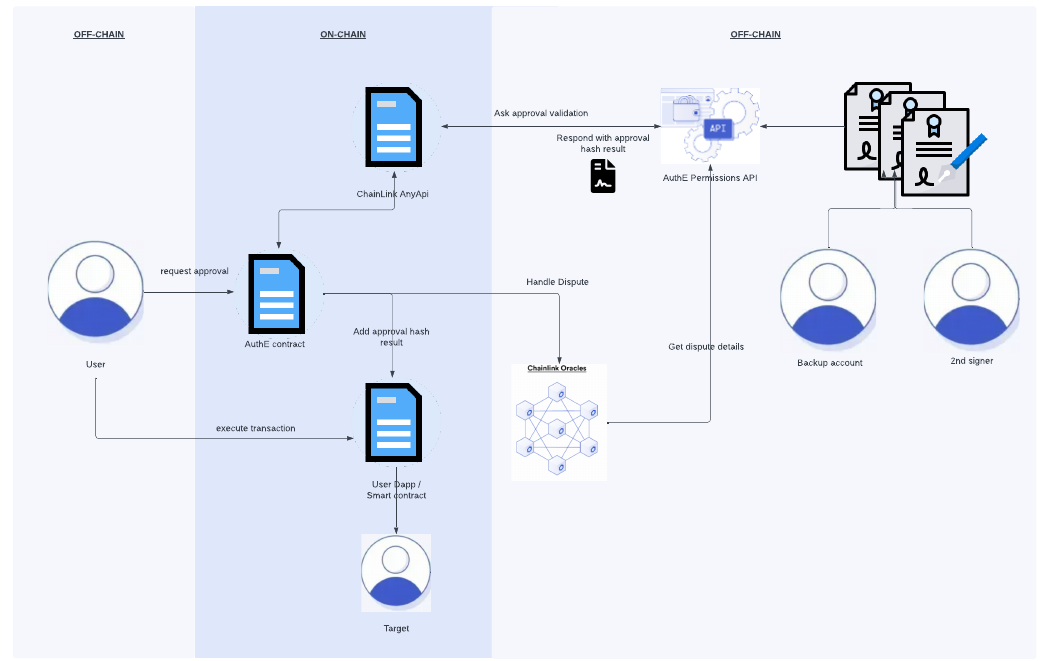 OFF-CHAIN
ON-CHAIN
OFF-CHAIN
Ask approval validation
Respond with approval
hash result
API
AuthE Permissions API
ChainLink AnyApi
request approval
Handle Dispute
Add approval hash
result
AuthE contract
Get dispute details
User
Backup account
2nd signer
Chainlink Oracles
execute transaction
User Dapp /
Smart contract
Target